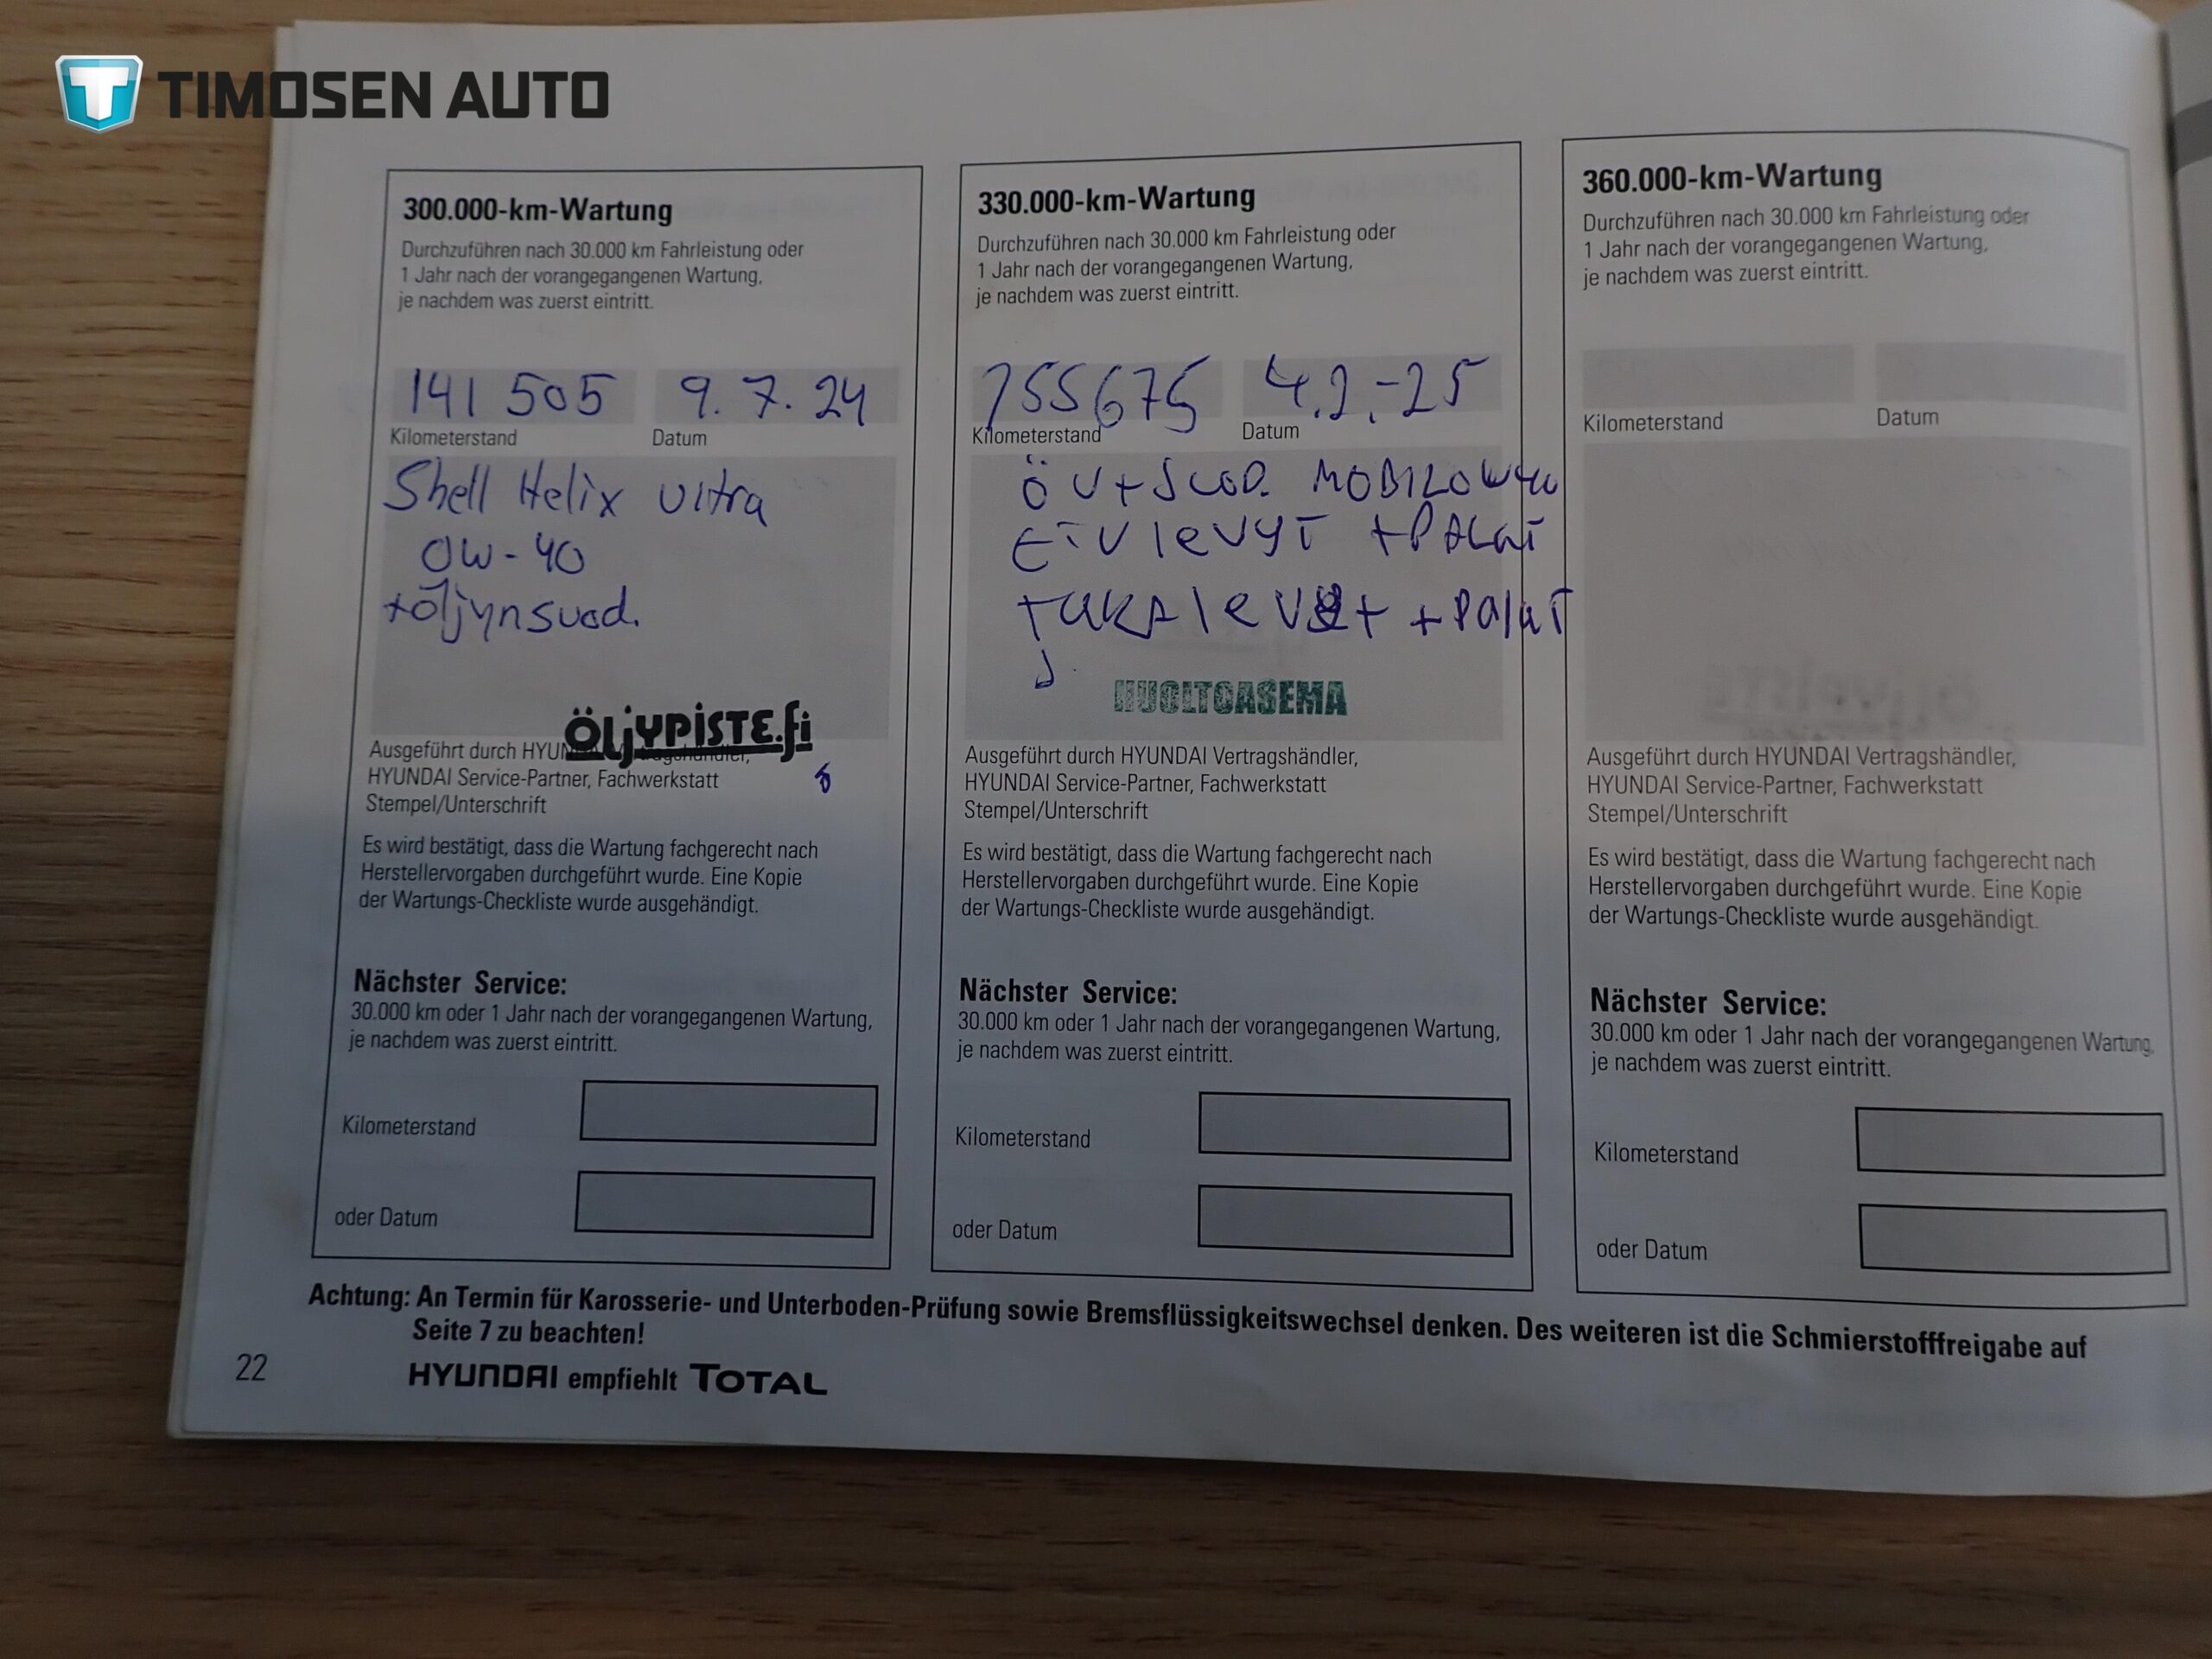 TIMOSEN AUTO
300.000-km-Wartung
Durchzuführen nach 30.000 km Fahrleistung oder
1 Jahr nach der vorangegangenen Wartung,
je nachdem was zuerst eintritt.
141 505 9.7.24
Kilometerstand Datum
Shell Helix Ultra
0W-40
+öljynsuod.
ÖLJYPISTE.fi
Ausgeführt durch HYUNDAI Vertragshändler,
HYUNDAI Service-Partner, Fachwerkstatt
Stempel/Unterschrift
Es wird bestätigt, dass die Wartung fachgerecht nach
Herstellervorgaben durchgeführt wurde. Eine Kopie
der Wartungs-Checkliste wurde ausgehändigt.
Nächster Service:
30.000 km oder 1 Jahr nach der vorangegangenen Wartung,
je nachdem was zuerst eintritt.
Kilometerstand
oder Datum
330.000-km-Wartung
Durchzuführen nach 30.000 km Fahrleistung oder
1 Jahr nach der vorangegangenen Wartung,
je nachdem was zuerst eintritt.
155675 4.2.-25
Kilometerstand Datum
ÖV+SUOD. MOBIL0W40
ETULEVYT +PALAT
TAKALEVYT +PALAT
HUOLTOASEMA
Ausgeführt durch HYUNDAI Vertragshändler,
HYUNDAI Service-Partner, Fachwerkstatt
Stempel/Unterschrift
Es wird bestätigt, dass die Wartung fachgerecht nach
Herstellervorgaben durchgeführt wurde. Eine Kopie
der Wartungs-Checkliste wurde ausgehändigt.
Nächster Service:
30.000 km oder 1 Jahr nach der vorangegangenen Wartung,
je nachdem was zuerst eintritt.
Kilometerstand
oder Datum
360.000-km-Wartung
Durchzuführen nach 30.000 km Fahrleistung oder
1 Jahr nach der vorangegangenen Wartung,
je nachdem was zuerst eintritt.
Kilometerstand Datum
Ausgeführt durch HYUNDAI Vertragshändler,
HYUNDAI Service-Partner, Fachwerkstatt
Stempel/Unterschrift
Es wird bestätigt, dass die Wartung fachgerecht nach
Herstellervorgaben durchgeführt wurde. Eine Kopie
der Wartungs-Checkliste wurde ausgehändigt.
Nächster Service:
30.000 km oder 1 Jahr nach der vorangegangenen Wartung,
je nachdem was zuerst eintritt.
Kilometerstand
oder Datum
Achtung: An Termin für Karosserie- und Unterboden-Prüfung sowie Bremsflüssigkeitswechsel denken. Des weiteren ist die Schmierstofffreigabe auf
Seite 7 zu beachten!
22
HYUNDAI empfiehlt TOTAL